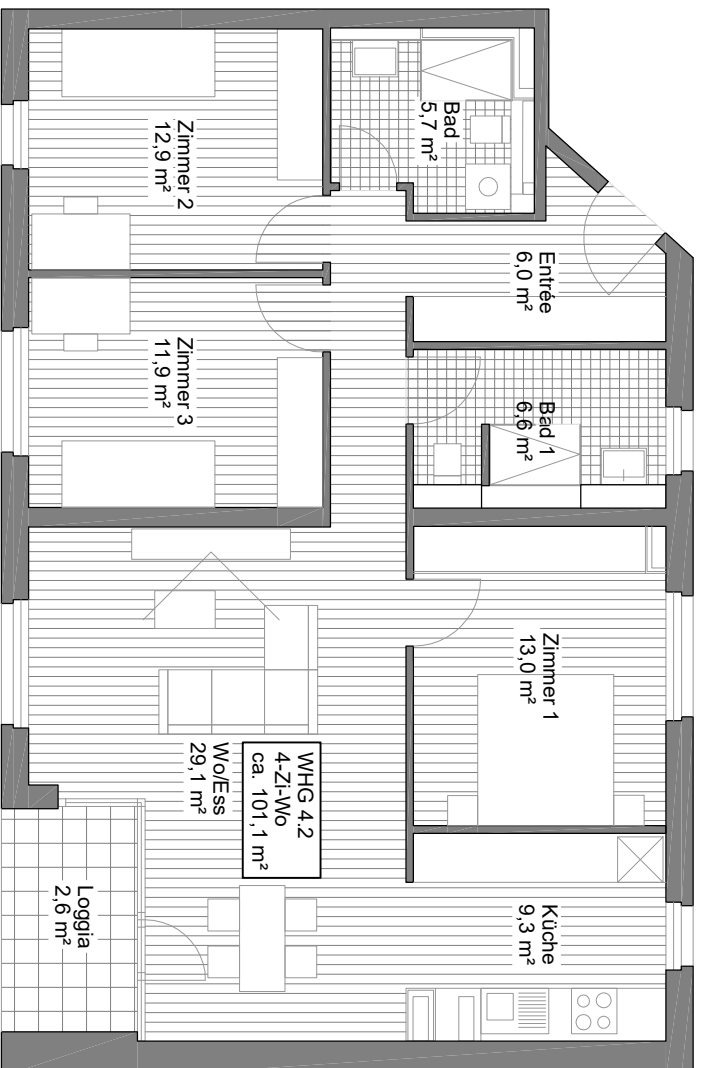 Bad
5,7 m²
Zimmer 2
12,9 m²
Entrée
6,0 m²
Zimmer 3
11,9 m²
Bad 1
6,6 m²
Zimmer 1
13,0 m²
WHG 4.2
4-Zi-Wo
ca. 101,1 m²
Wo/Ess
29,1 m²
Küche
9,3 m²
Loggia
2,6 m²